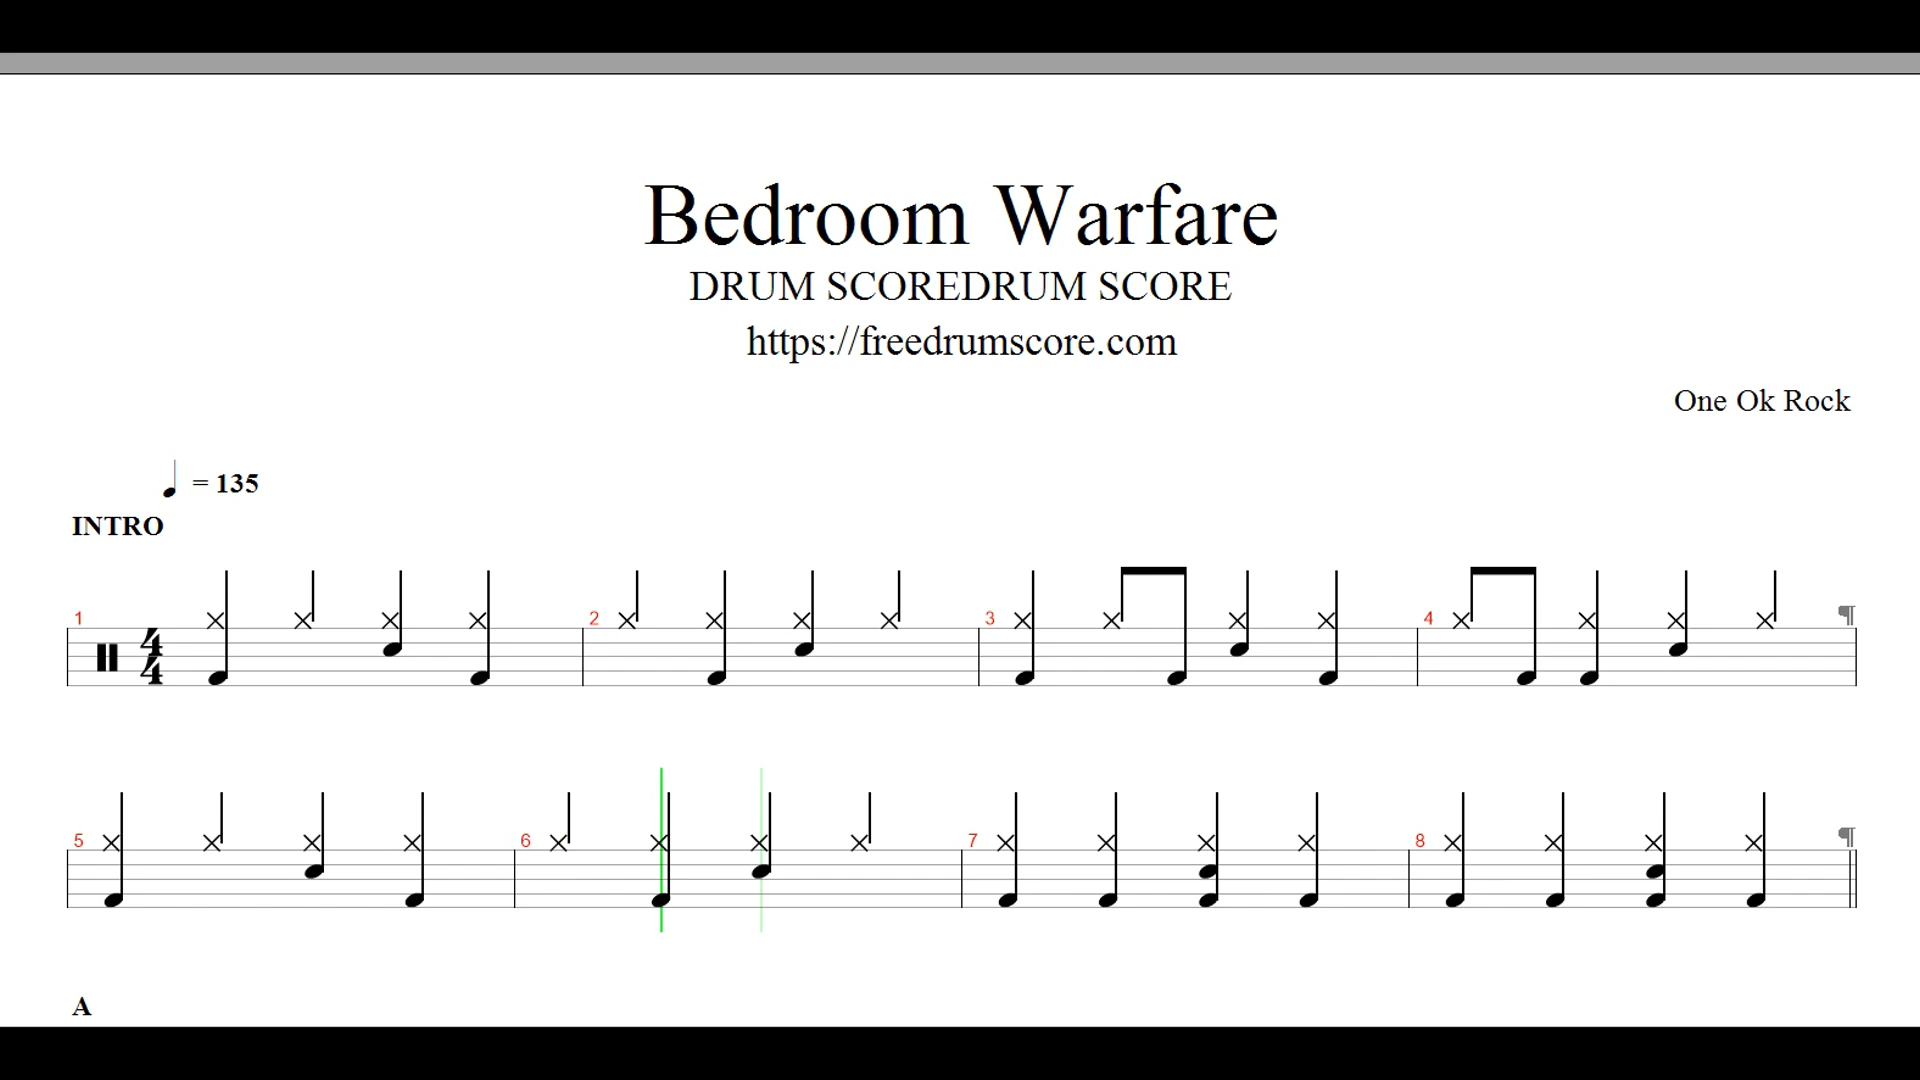 Bedroom Warfare
DRUM SCOREDRUM SCORE
https://freedrumscore.com
One Ok Rock
= 135
INTRO
1 2 3 4
4
4
5 6 7 8
A